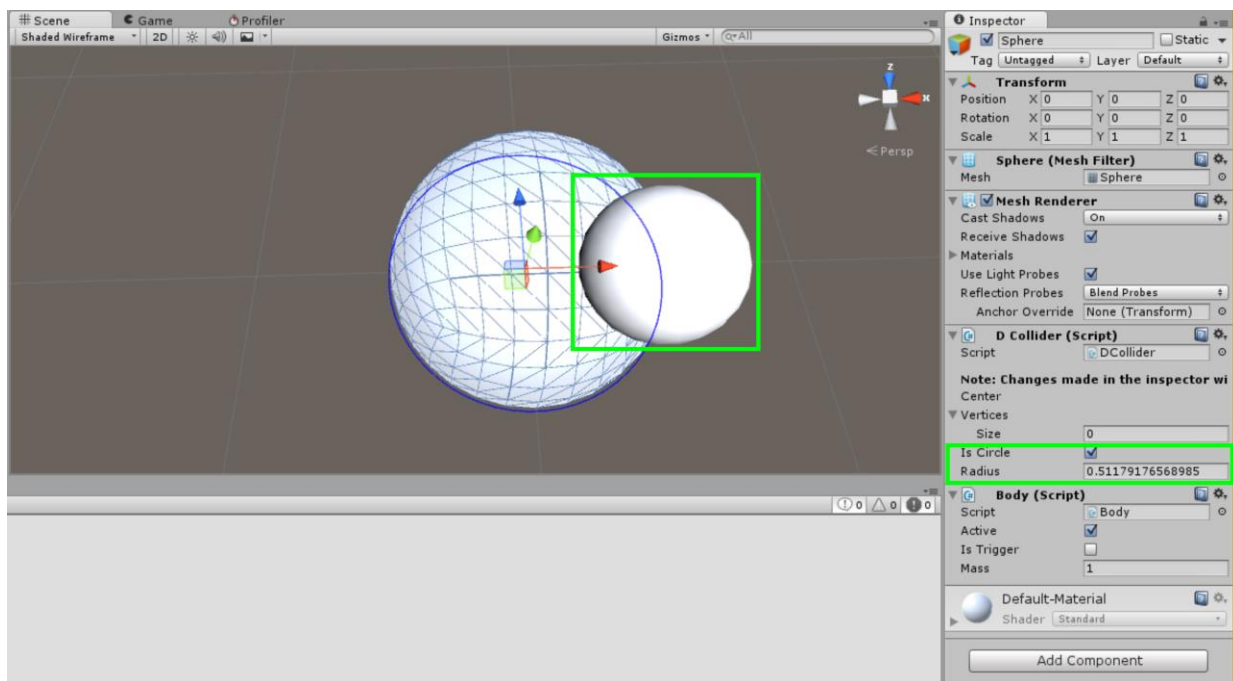 Scene Game Profiler
Shaded Wireframe 2D Gizmos All
z
x
Persp
0 0 0
Inspector
Sphere Static
Tag Untagged Layer Default
Transform
Position X 0 Y 0 Z 0
Rotation X 0 Y 0 Z 0
Scale X 1 Y 1 Z 1
Sphere (Mesh Filter)
Mesh Sphere
Mesh Renderer
Cast Shadows On
Receive Shadows
Materials
Use Light Probes
Reflection Probes Blend Probes
Anchor Override None (Transform)
D Collider (Script)
Script DCollider
Note: Changes made in the inspector wi
Center
Vertices
Size 0
Is Circle
Radius 0.51179176568985
Body (Script)
Script Body
Active
Is Trigger
Mass 1
Default-Material
Shader Standard
Add Component